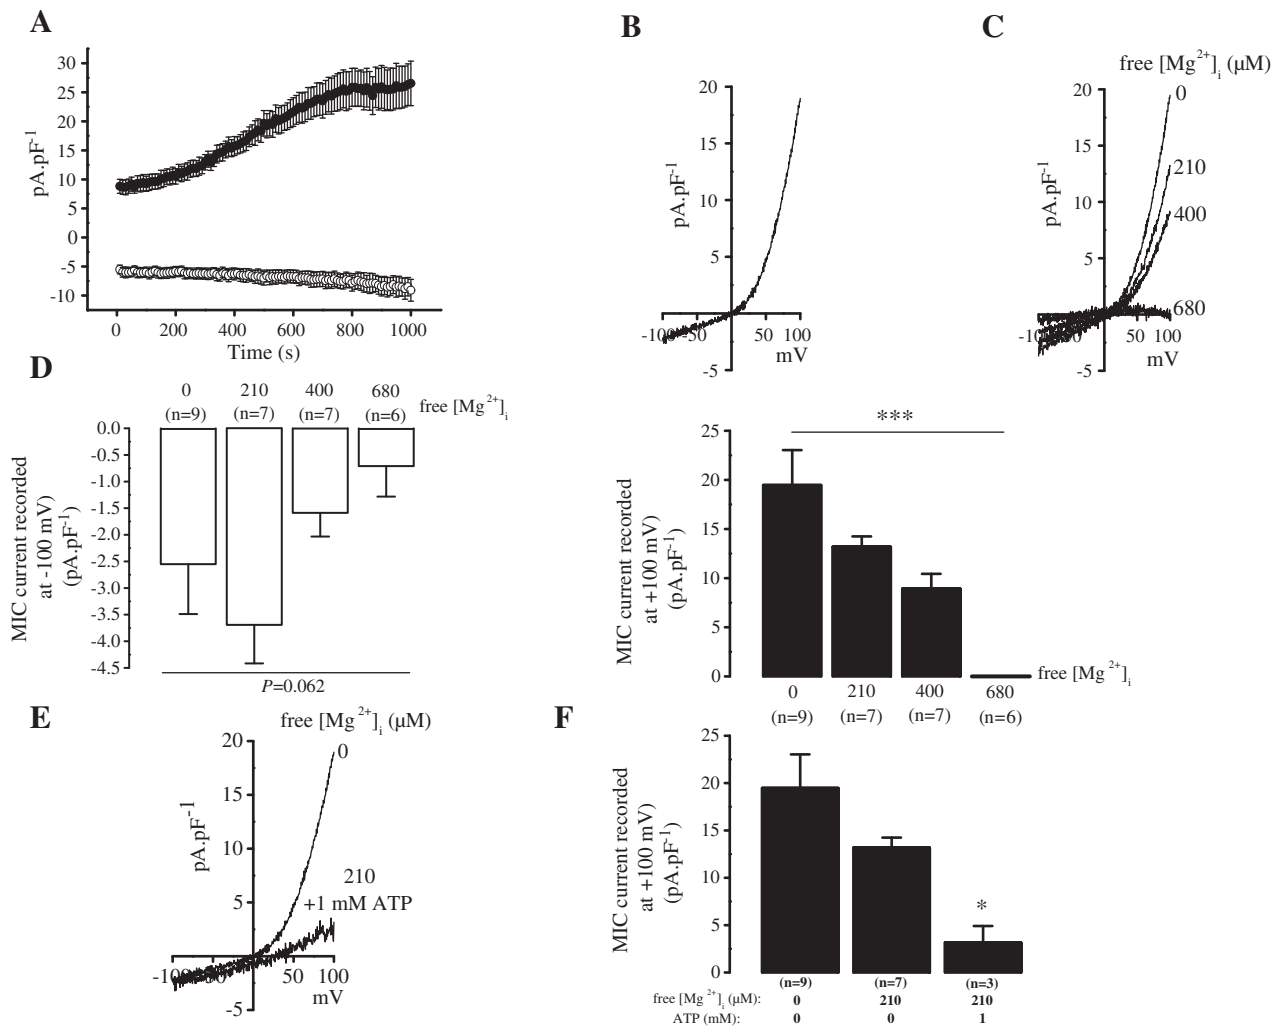 A
30
25
20
15
10
5
0
-5
-10
pA.pF-1
0 200 400 600 800 1000
Time (s)
B
20
15
10
5
-5
pA.pF-1
-100 -50 50 100
mV
C
free [Mg2+]i (μM)
20
15
10
5
-5
pA.pF-1
0
210
400
680
50 100
mV
D
0 210 400 680
(n=9) (n=7) (n=7) (n=6)
free [Mg2+]i
0.0
-0.5
-1.0
-1.5
-2.0
-2.5
-3.0
-3.5
-4.0
-4.5
MIC current recorded
at -100 mV)
(pA.pF-1)
P=0.062
***
25
20
15
10
5
0
MIC current recorded
at +100 mV)
(pA.pF-1)
0 210 400 680
(n=9) (n=7) (n=7) (n=6)
free [Mg2+]i
E
free [Mg2+]i (μM)
20
15
10
5
-5
pA.pF-1
0
210
+1 mM ATP
-100 -50 50 100
mV
F
25
20
15
10
5
0
MIC current recorded
at +100 mV)
(pA.pF-1)
*
(n=9) (n=7) (n=3)
free [Mg2+]i (μM): 0 210 210
ATP (mM): 0 0 1